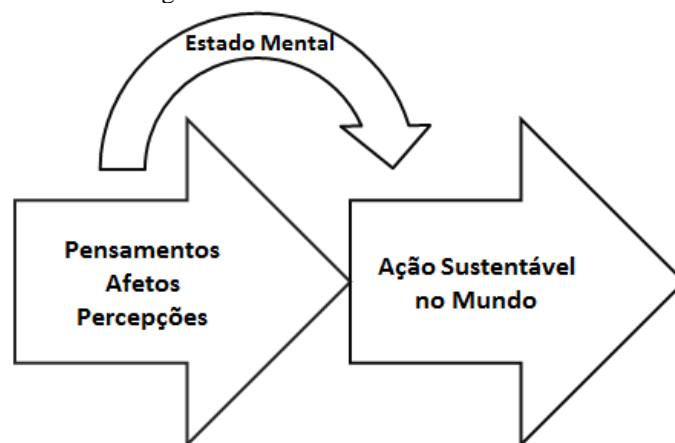 Estado Mental
Pensamentos
Afetos
Percepções
Ação Sustentável
no Mundo